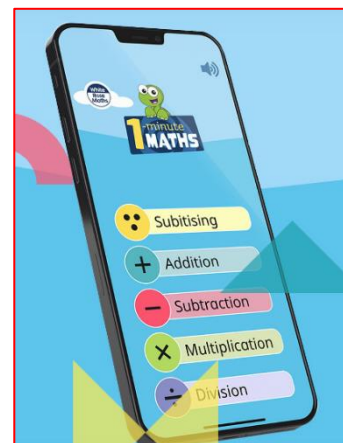 White
Rose
Maths
1-minute
MATHS
Subitising
+ Addition
− Subtraction
× Multiplication
÷ Division